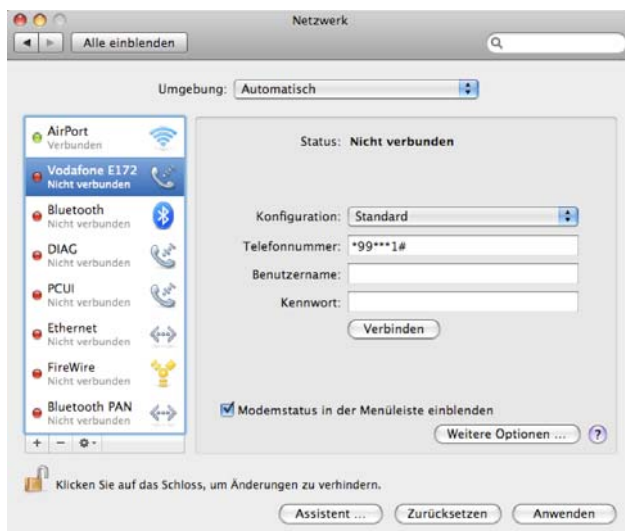 Netzwerk
Alle einblenden
Umgebung: Automatisch
AirPort
Verbunden
Vodafone E172
Nicht verbunden
Bluetooth
Nicht verbunden
DIAG
Nicht verbunden
PCUI
Nicht verbunden
Ethernet
Nicht verbunden
FireWire
Nicht verbunden
Bluetooth PAN
Nicht verbunden
Status: Nicht verbunden
Konfiguration: Standard
Telefonnummer: *99***1#
Benutzername:
Kennwort:
Verbinden
Modemstatus in der Menüleiste einblenden
Weitere Optionen ... ?
Klicken Sie auf das Schloss, um Änderungen zu verhindern.
Assistent ... Zurücksetzen Anwenden